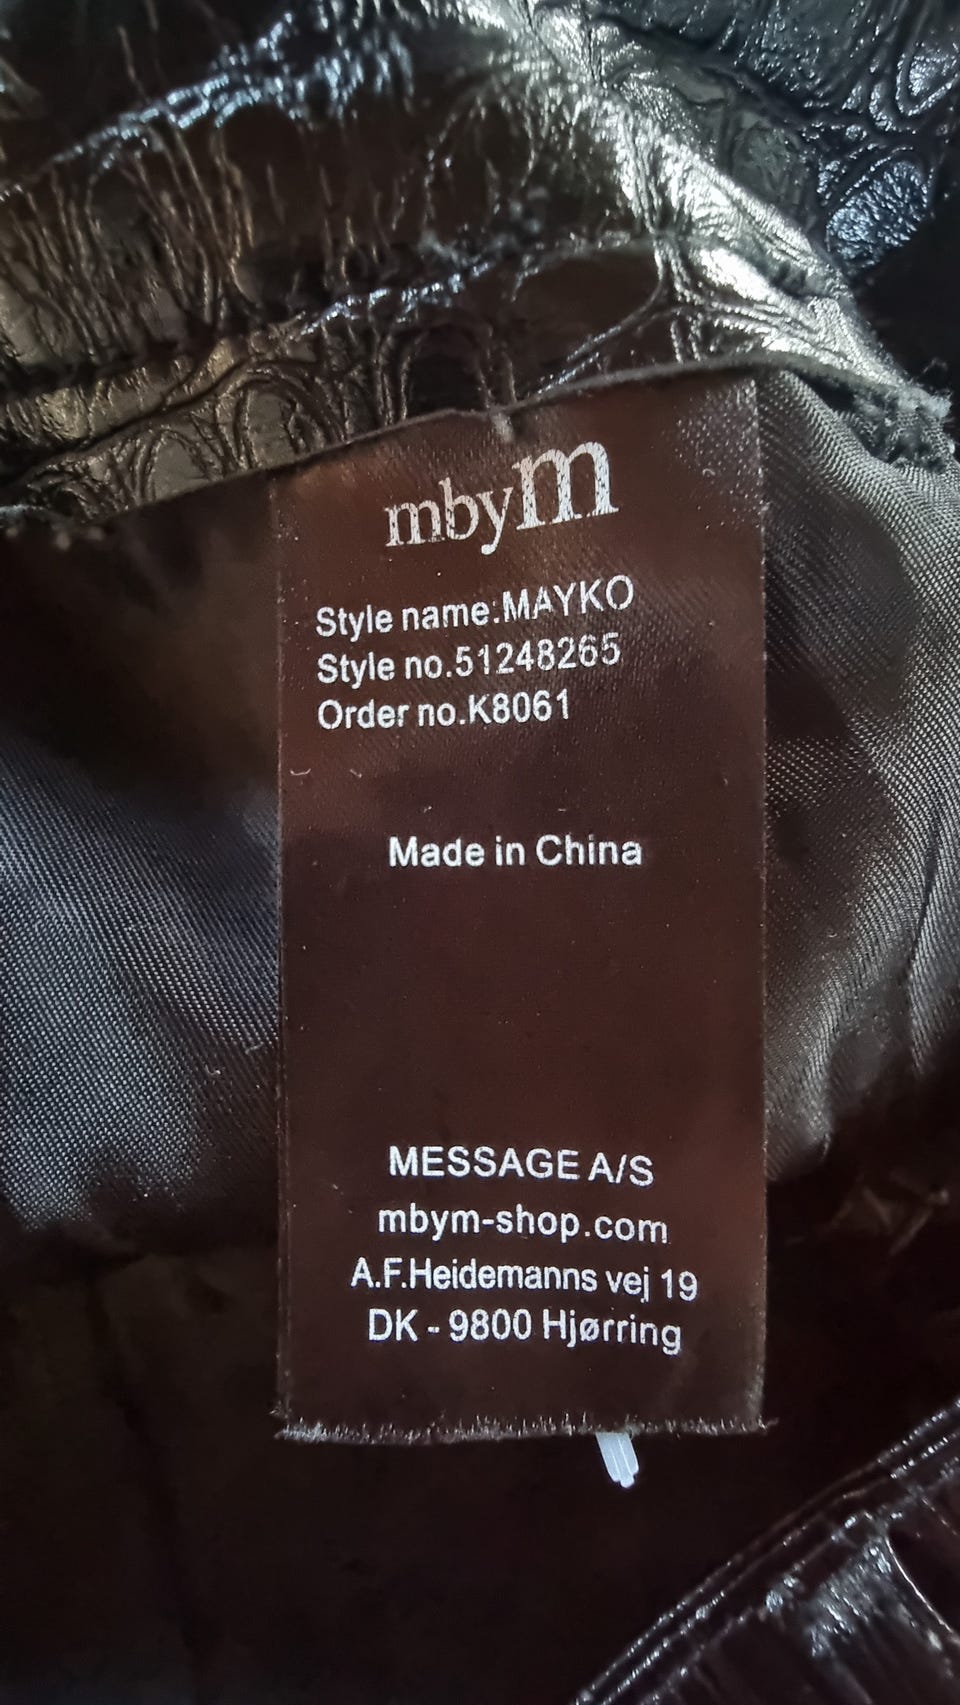 mbyM
Style name:MAYKO
Style no.51248265
Order no.K8061
Made in China
MESSAGE A/S
mbym-shop.com
A.F.Heidemanns vej 19
DK - 9800 Hjørring